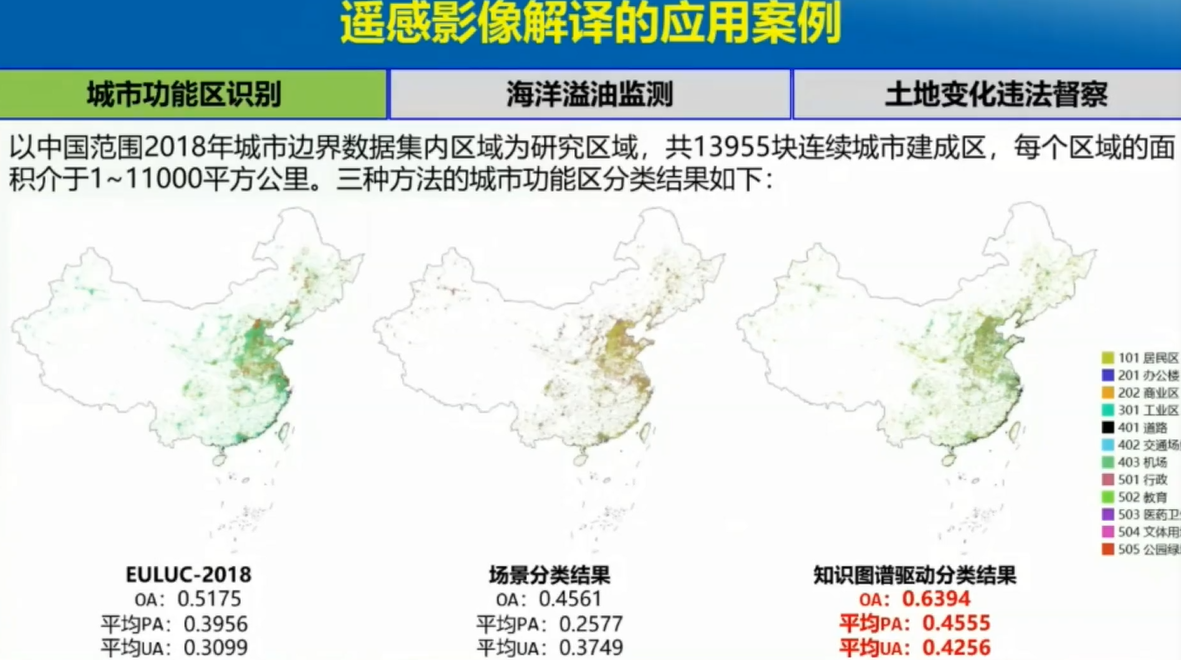 遥感影像解译的应用案例
城市功能区识别
海洋溢油监测
土地变化违法督察
以中国范围2018年城市边界数据集内区域为研究区域，共13955块连续城市建成区，每个区域的面
积介于1~11000平方公里。三种方法的城市功能区分类结果如下：
101 居民区
201 办公楼
202 商业区
301 工业区
401 道路
402 交通场
403 机场
501 行政
502 教育
503 医药卫
504 文体用
505 公园绿
EULUC-2018
OA：0.5175
平均PA：0.3956
平均UA：0.3099
场景分类结果
OA：0.4561
平均PA：0.2577
平均UA：0.3749
知识图谱驱动分类结果
OA：0.6394
平均PA：0.4555
平均UA：0.4256